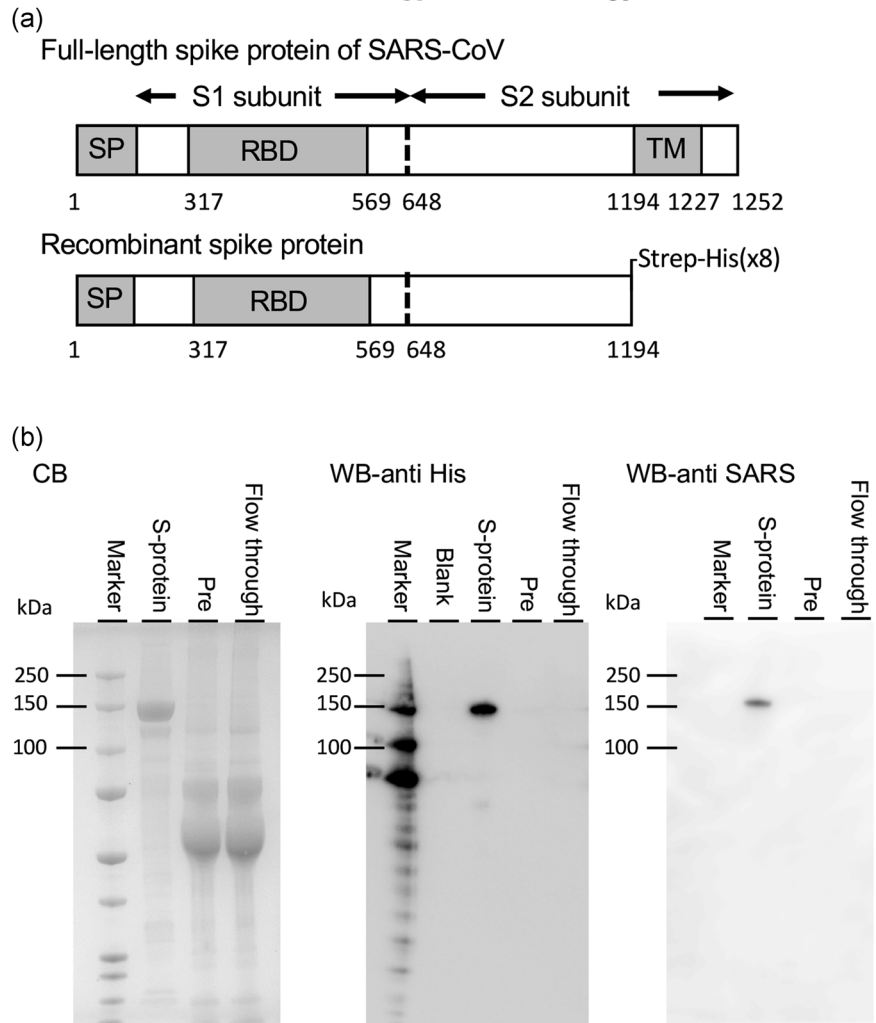 (a)
Full-length spike protein of SARS-CoV
S1 subunit S2 subunit
SP RBD TM
1 317 569 648 1194 1227 1252
Recombinant spike protein
Strep-His(x8)
SP RBD
1 317 569 648 1194
(b)
CB
kDa
Marker
S-protein
Pre
Flow through
250
150
100
WB-anti His
kDa
Marker
Blank
S-protein
Pre
Flow through
250
150
100
WB-anti SARS
kDa
Marker
S-protein
Pre
Flow through
250
150
100